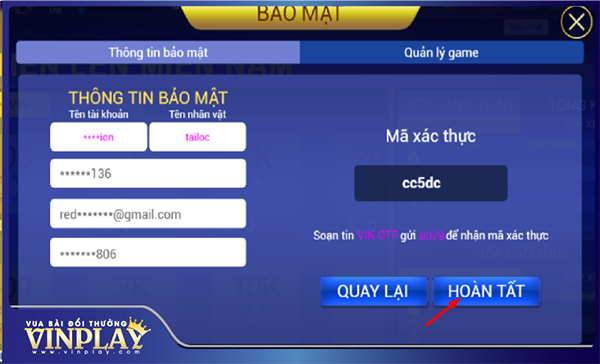 BẢO MẬT
Thông tin bảo mật
Quản lý game
THÔNG TIN BẢO MẬT
Tên tài khoản
Tên nhân vật
****ion
tailoc
******136
red*******@gmail.com
*******806
Mã xác thực
cc5dc
Soạn tin VIN OTP gửi 8079 để nhận mã xác thực
QUAY LẠI
HOÀN TẤT
VUA BÀI ĐỔI THƯỞNG
VINPLAY
www.vinplay.com